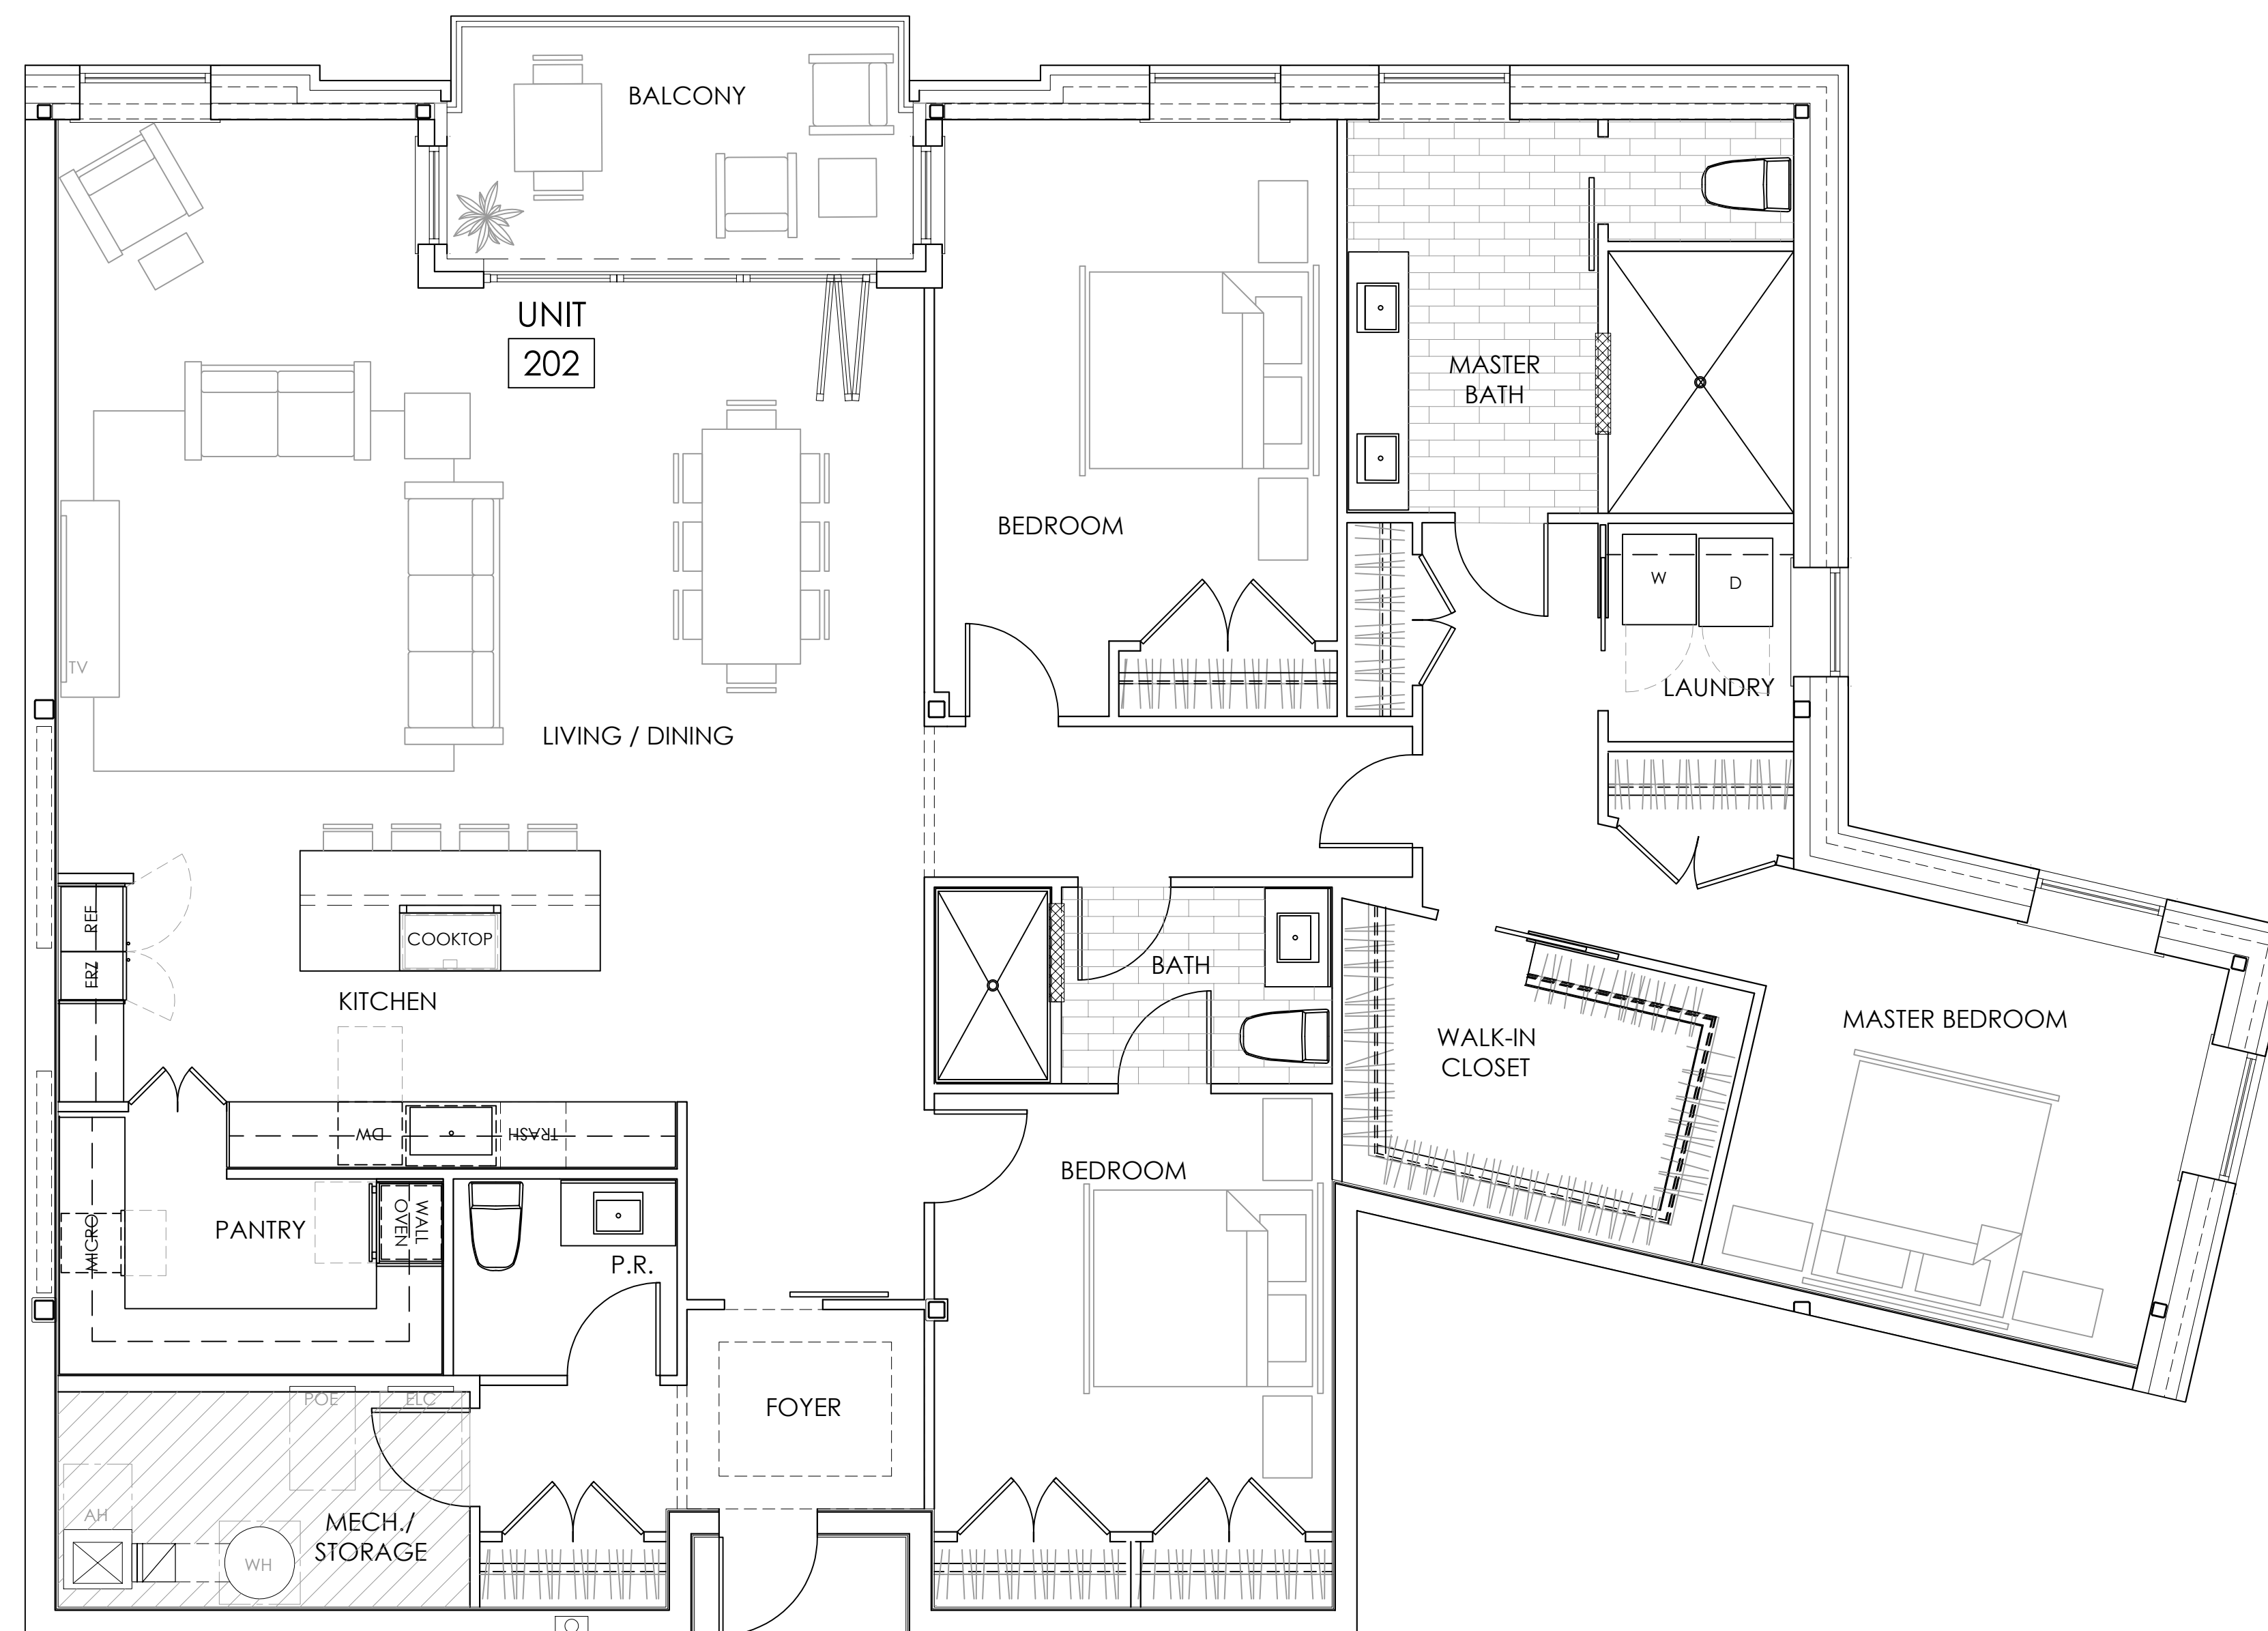 BALCONY
UNIT
202
MASTER
BATH
BEDROOM
W
D
LAUNDRY
TV
LIVING / DINING
REF
FRZ
COOKTOP
KITCHEN
BATH
WALK-IN
CLOSET
MASTER BEDROOM
DW
TRASH
BEDROOM
MICRO
PANTRY
WALL
OVEN
P.R.
FOYER
POE
ELC
AH
MECH./
STORAGE
WH